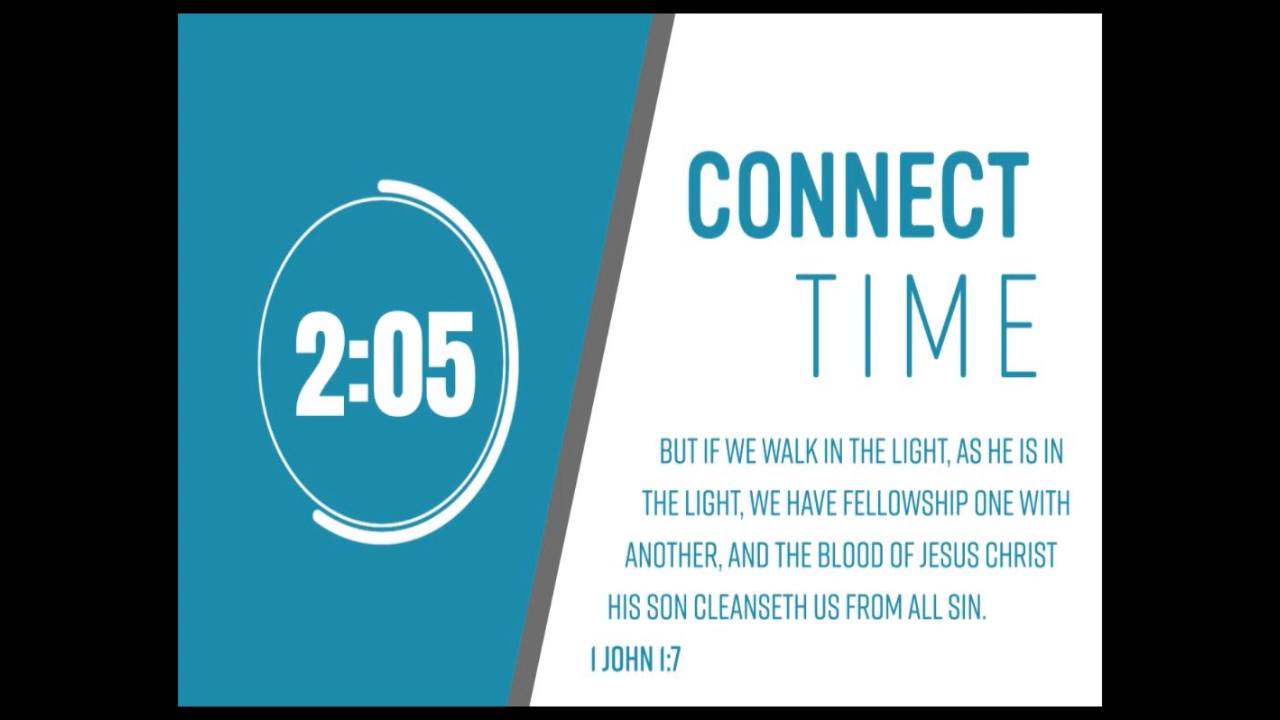 2:05
CONNECT
TIME
BUT IF WE WALK IN THE LIGHT, AS HE IS IN
THE LIGHT, WE HAVE FELLOWSHIP ONE WITH
ANOTHER, AND THE BLOOD OF JESUS CHRIST
HIS SON CLEANSETH US FROM ALL SIN.
1 JOHN 1:7